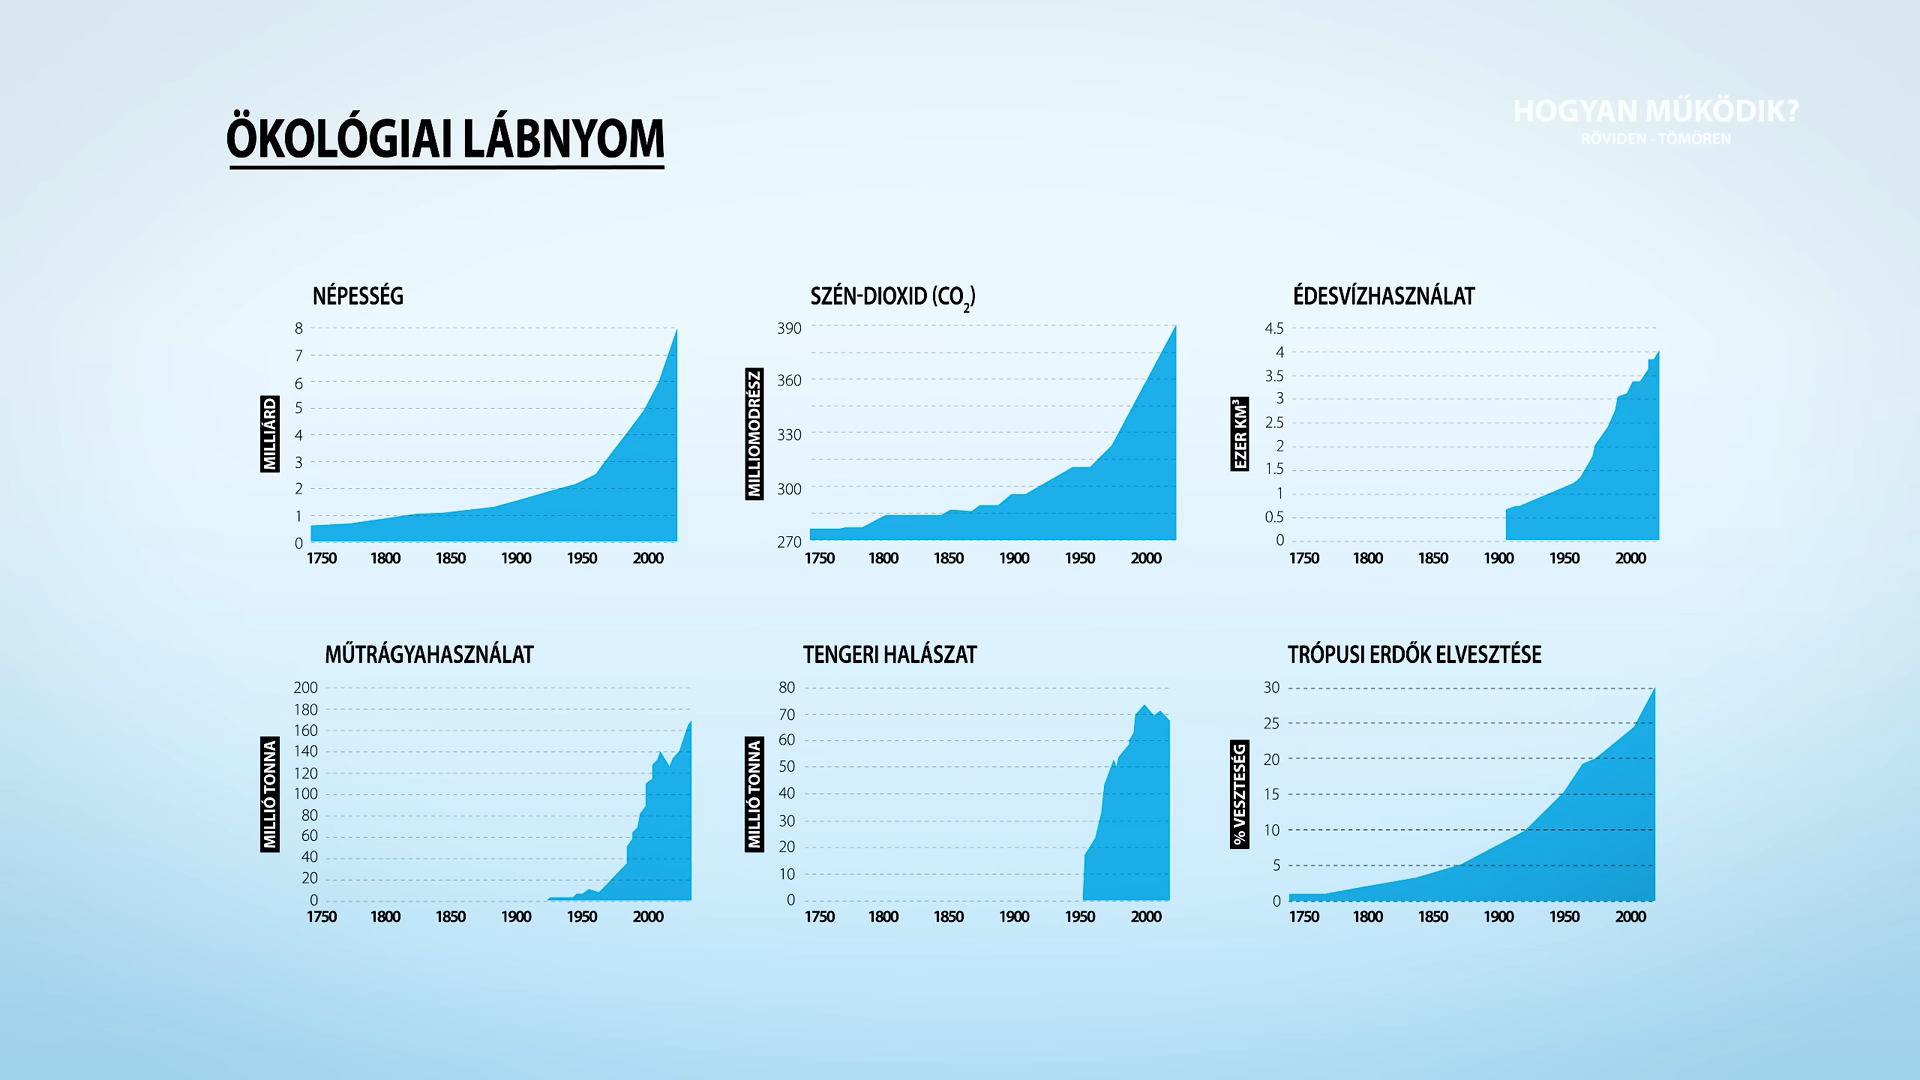 ÖKOLÓGIAI LÁBNYOM
HOGYAN MŰKÖDIK?
RÖVIDEN - TÖMÖREN
NÉPESSÉG
MILLIÁRD
8
7
6
5
4
3
2
1
0
1750 1800 1850 1900 1950 2000
SZÉN-DIOXID (CO₂)
MILLIOMODRÉSZ
390
360
330
300
270
1750 1800 1850 1900 1950 2000
ÉDESVÍZHASZNÁLAT
EZER KM³
4.5
4
3.5
3
2.5
2
1.5
1
0.5
0
1750 1800 1850 1900 1950 2000
MŰTRÁGYAHASZNÁLAT
MILLIÓ TONNA
200
180
160
140
120
100
80
60
40
20
0
1750 1800 1850 1900 1950 2000
TENGERI HALÁSZAT
MILLIÓ TONNA
80
70
60
50
40
30
20
10
0
1750 1800 1850 1900 1950 2000
TRÓPUSI ERDŐK ELVESZTÉSE
% VESZTESÉG
30
25
20
15
10
5
0
1750 1800 1850 1900 1950 2000